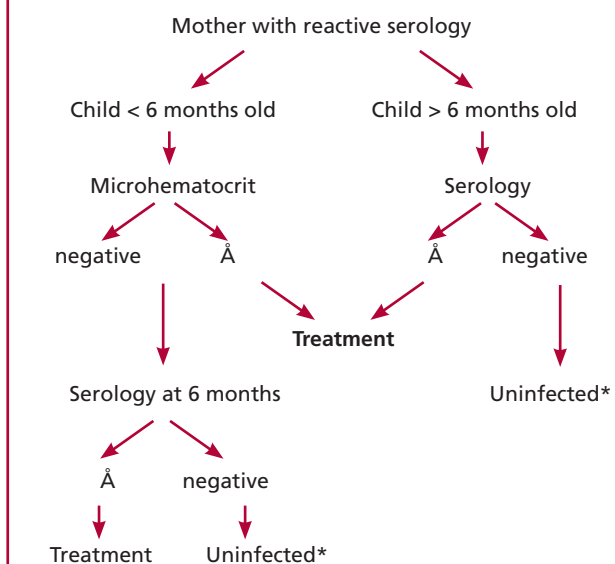 Mother with reactive serology
Child < 6 months old Child > 6 months old
Microhematocrit Serology
negative Å Å negative
Treatment
Serology at 6 months Uninfected*
Å negative
Treatment Uninfected*